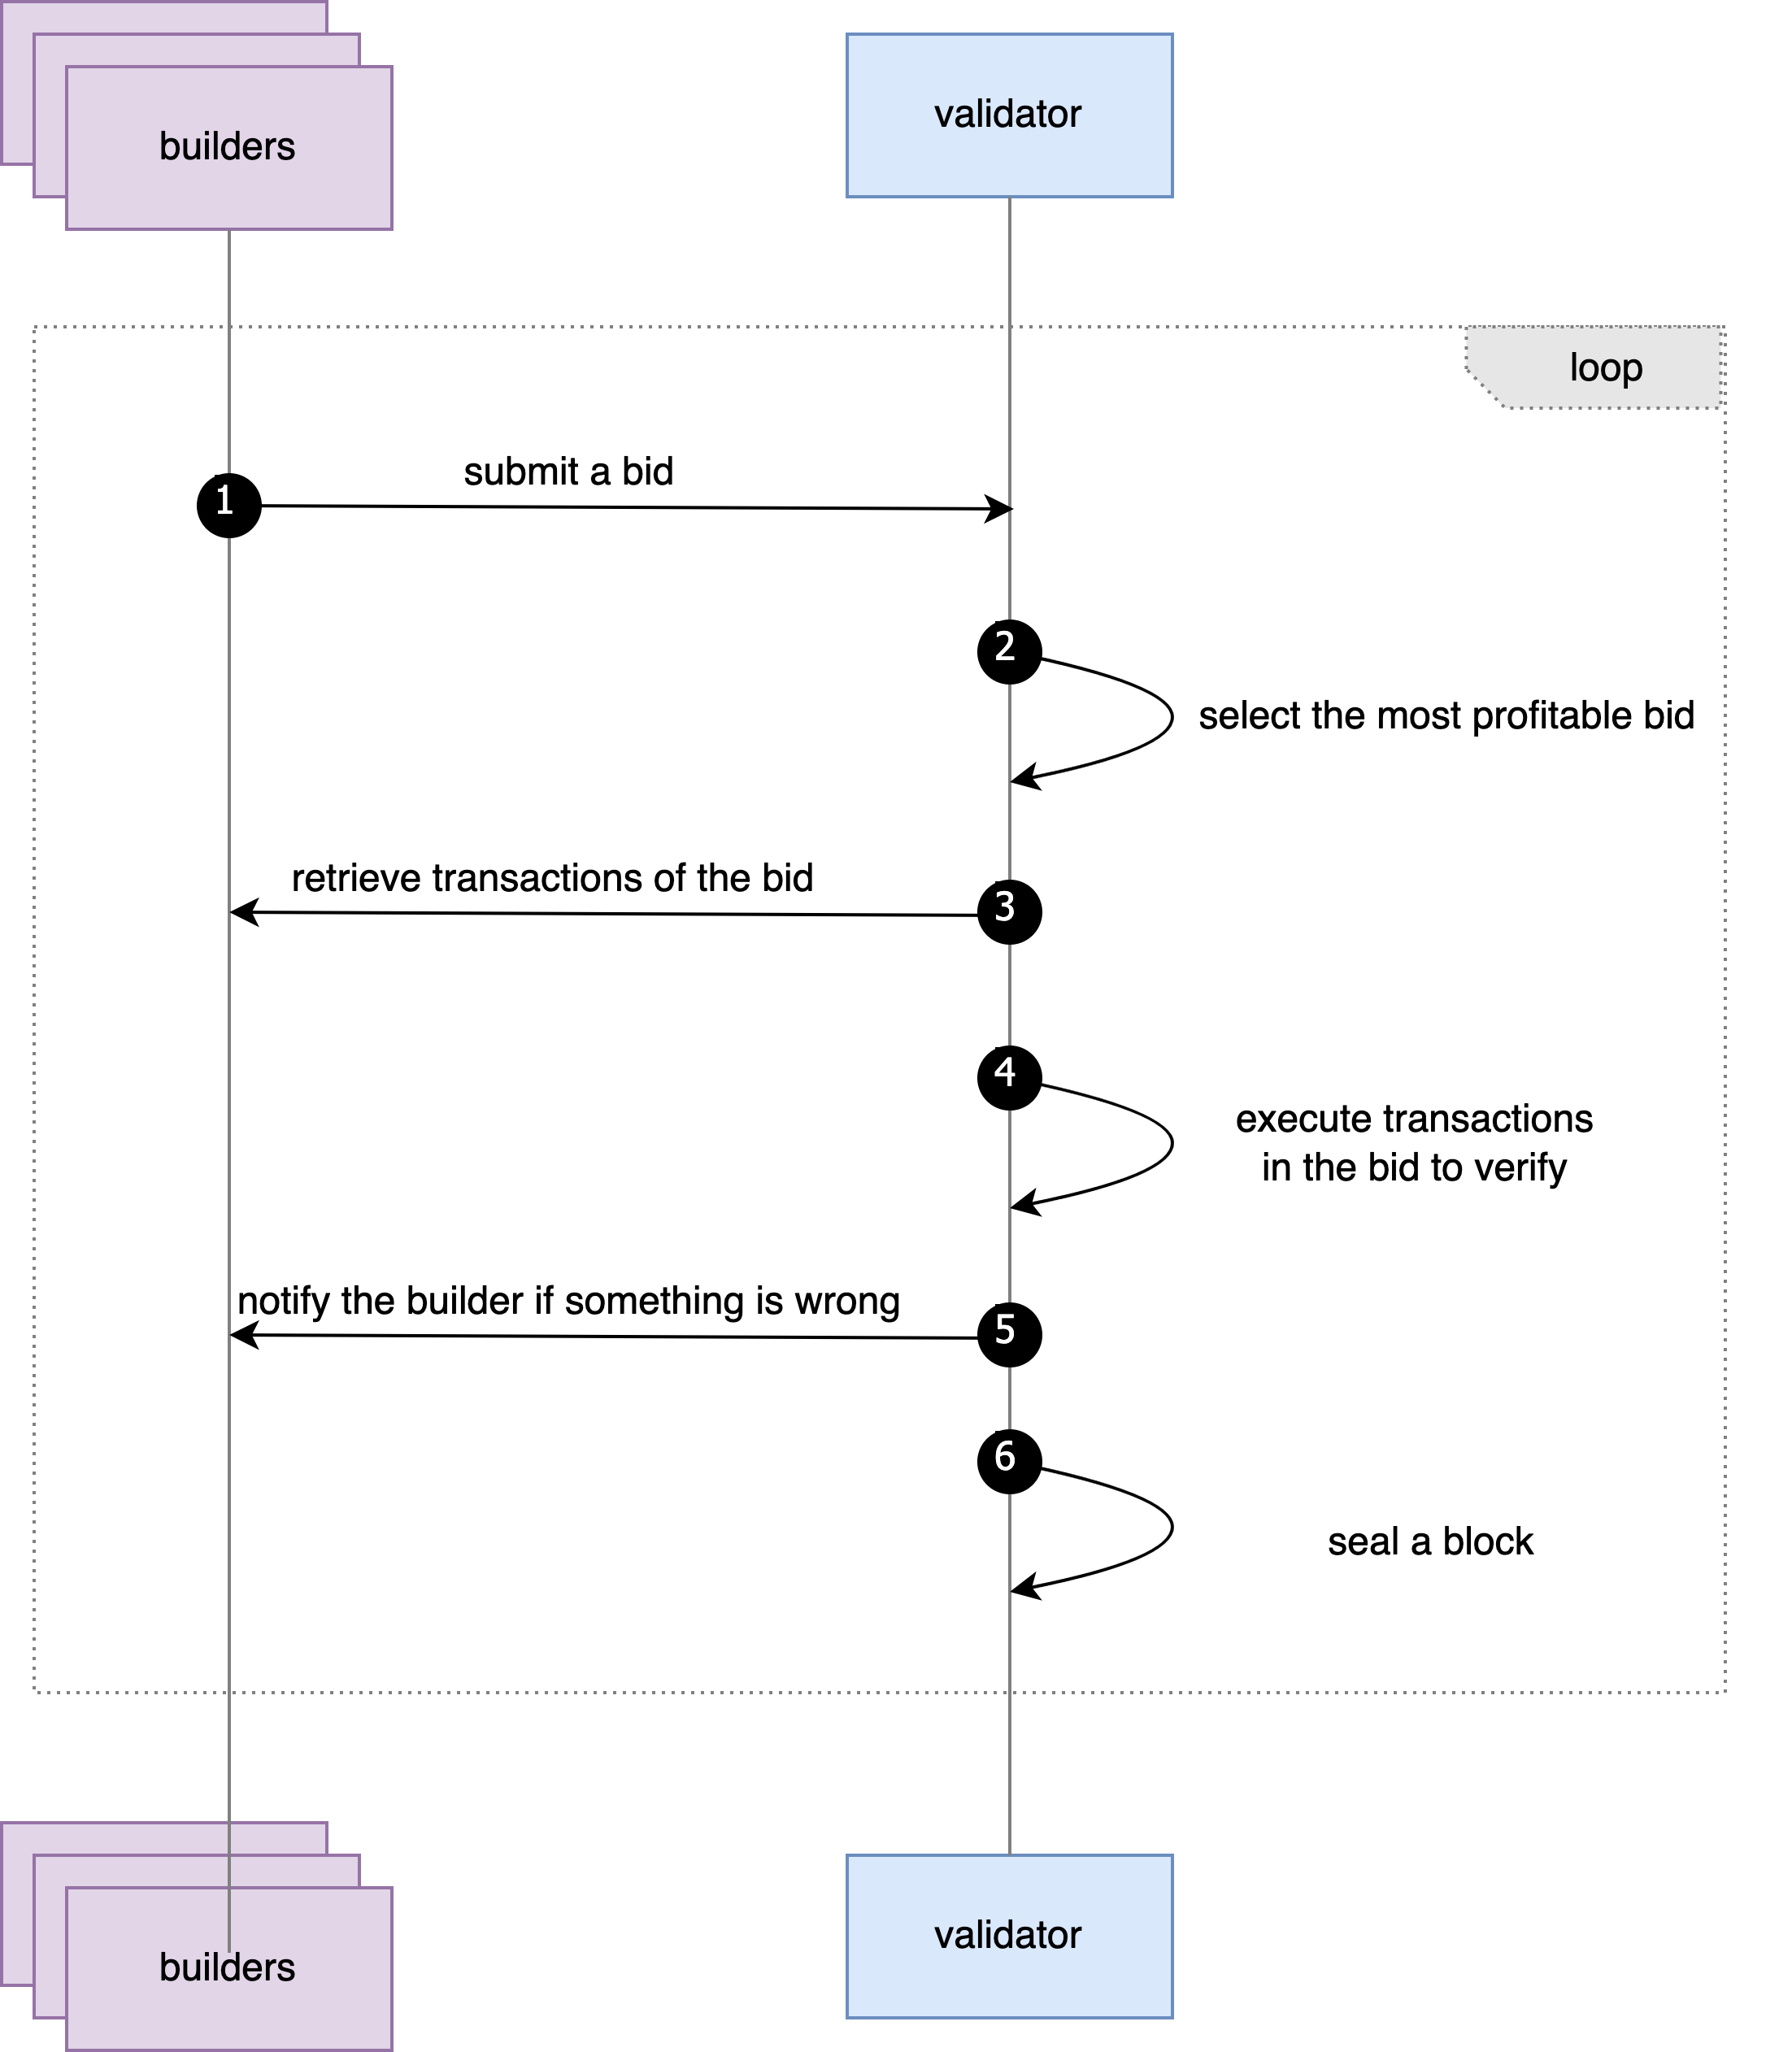 builders
validator
loop
1
submit a bid
2
select the most profitable bid
retrieve transactions of the bid
3
4
execute transactions
in the bid to verify
notify the builder if something is wrong
5
6
seal a block
builders
validator